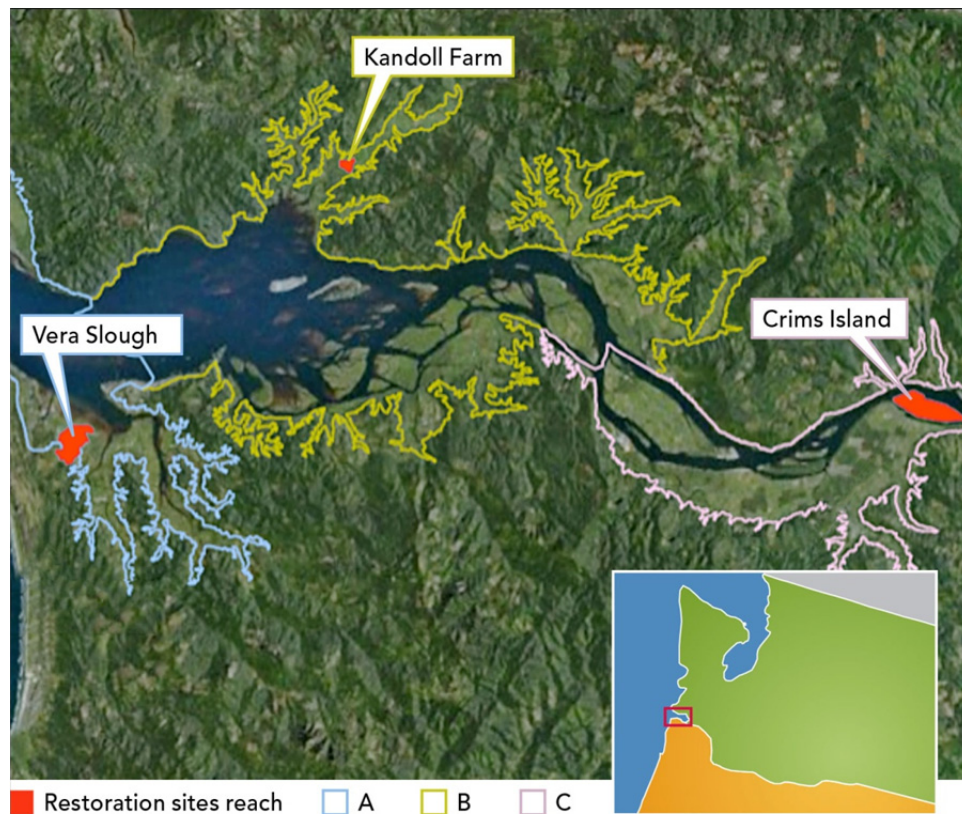 Kandoll Farm
Vera Slough
Crims Island
Restoration sites reach
A
B
C